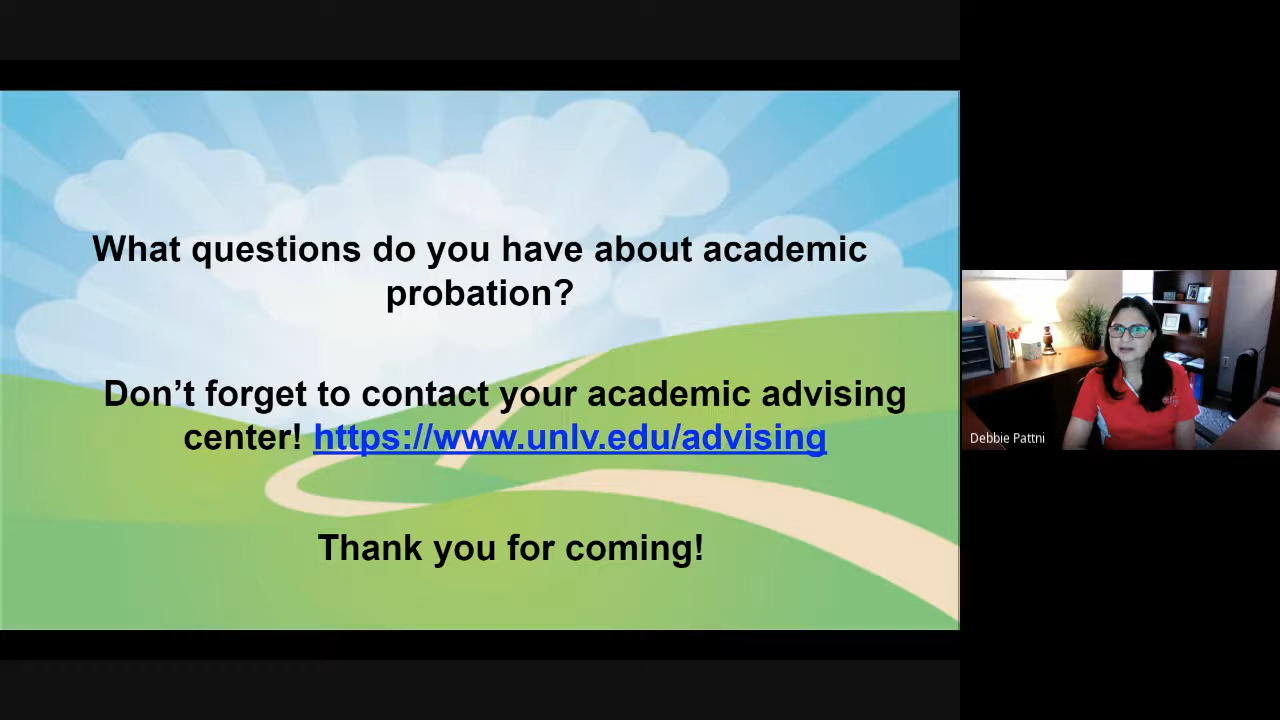 What questions do you have about academic
probation?
Don’t forget to contact your academic advising
center! https://www.unlv.edu/advising
Thank you for coming!
Debbie Pattni